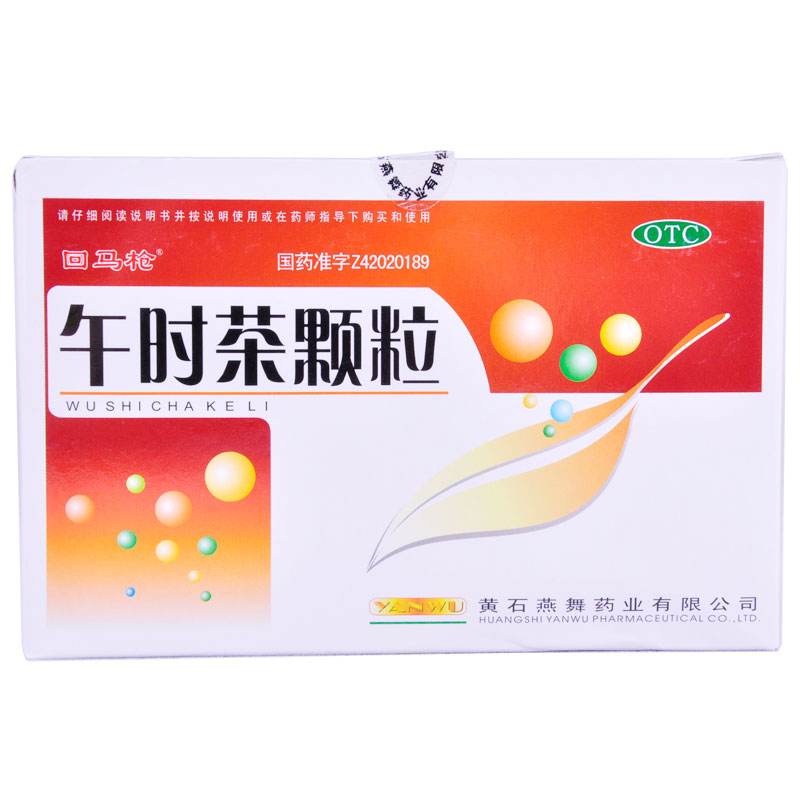 请仔细阅读说明书并按说明使用或在药师指导下购买和使用
OTC
回马枪®
国药准字Z42020189
午时茶颗粒
WU SHI CHA KE LI
YANWU
黄石燕舞药业有限公司
HUANGSHI YANWU PHARMACEUTICAL CO.,LTD.